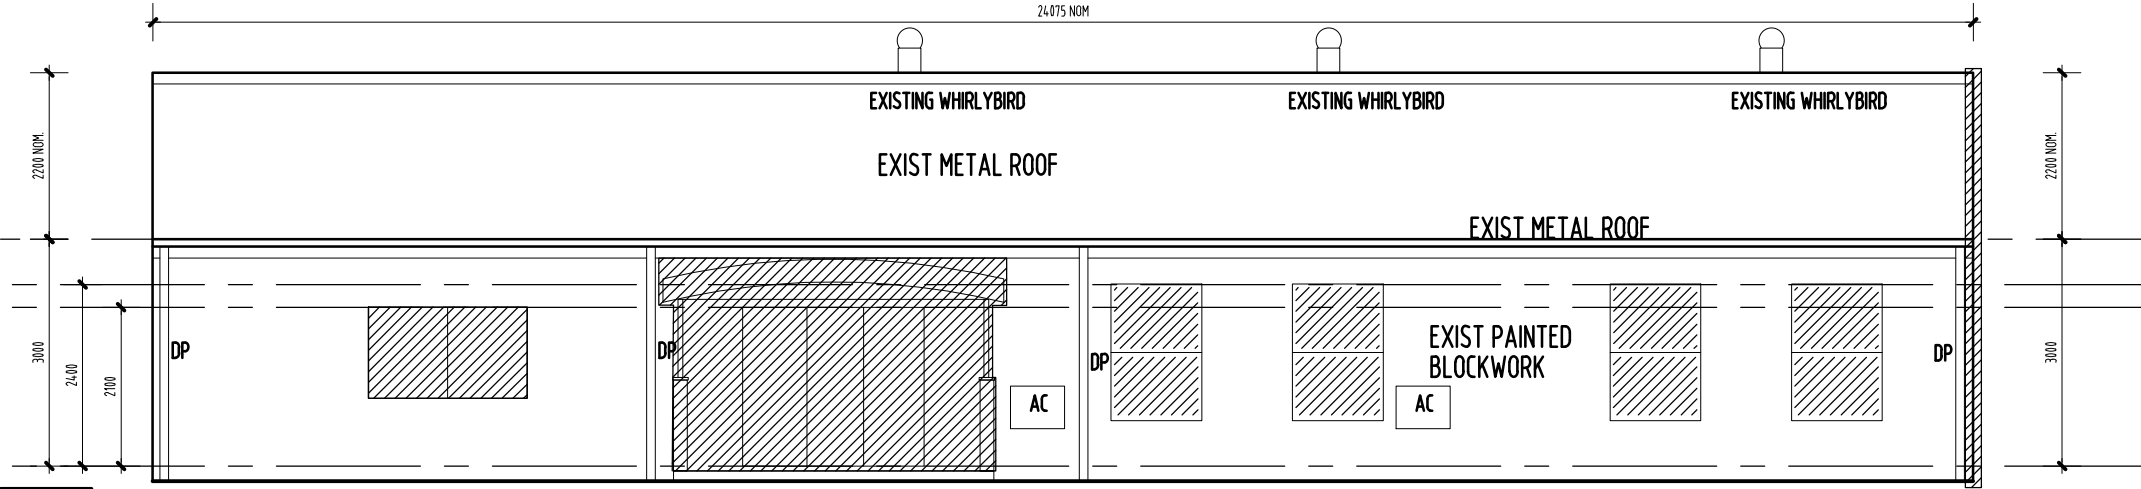 24075 NOM
EXISTING WHIRLYBIRD
EXISTING WHIRLYBIRD
EXISTING WHIRLYBIRD
2200 NOM.
EXIST METAL ROOF
2200 NOM.
EXIST METAL ROOF
3000
2400
2100
DP
DP
DP
EXIST PAINTED
BLOCKWORK
DP
3000
AC
AC